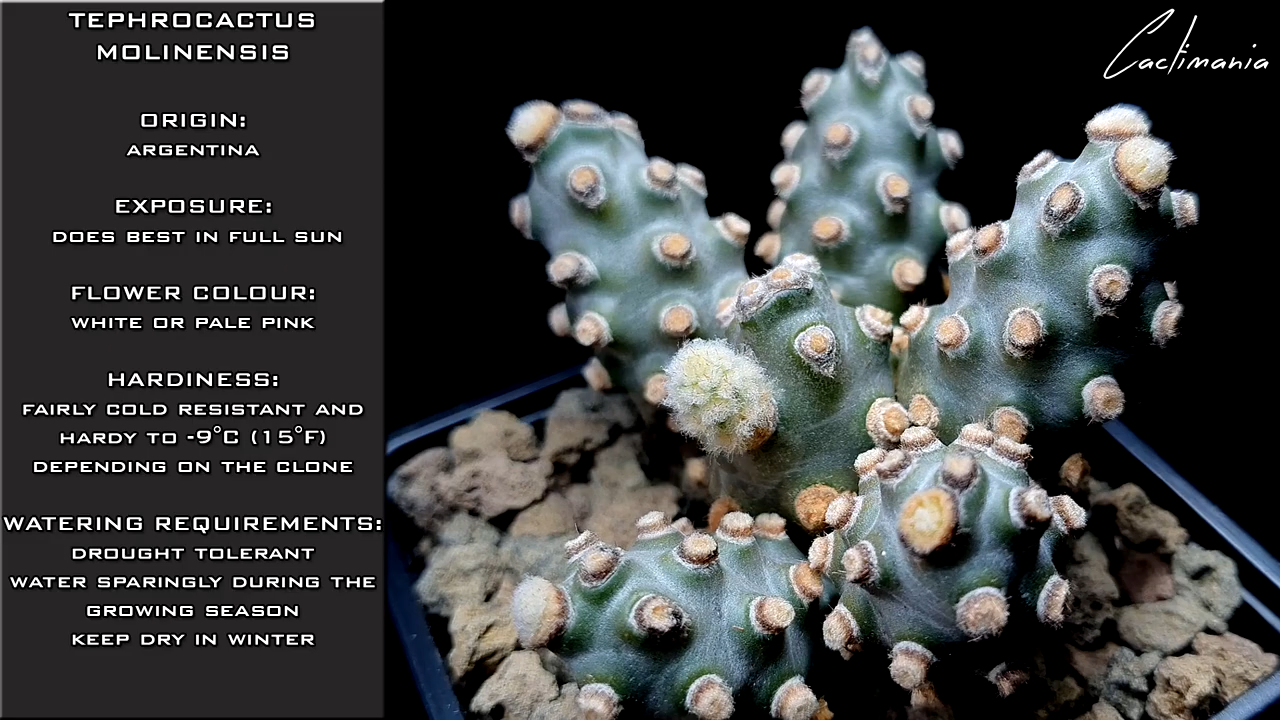 TEPHROCACTUS
MOLINENSIS
ORIGIN:
ARGENTINA
EXPOSURE:
DOES BEST IN FULL SUN
FLOWER COLOUR:
WHITE OR PALE PINK
HARDINESS:
FAIRLY COLD RESISTANT AND
HARDY TO -9°C (15°F)
DEPENDING ON THE CLONE
WATERING REQUIREMENTS:
DROUGHT TOLERANT
WATER SPARINGLY DURING THE
GROWING SEASON
KEEP DRY IN WINTER
Cactimania